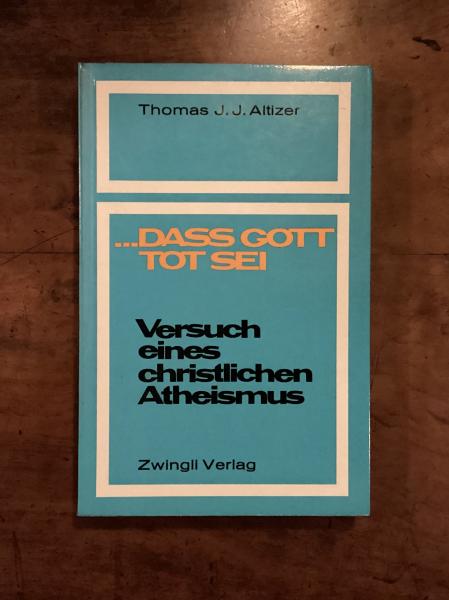 Thomas J. J. Altizer
...DASS GOTT
TOT SEI
Versuch
eines
christlichen
Atheismus
Zwingli Verlag